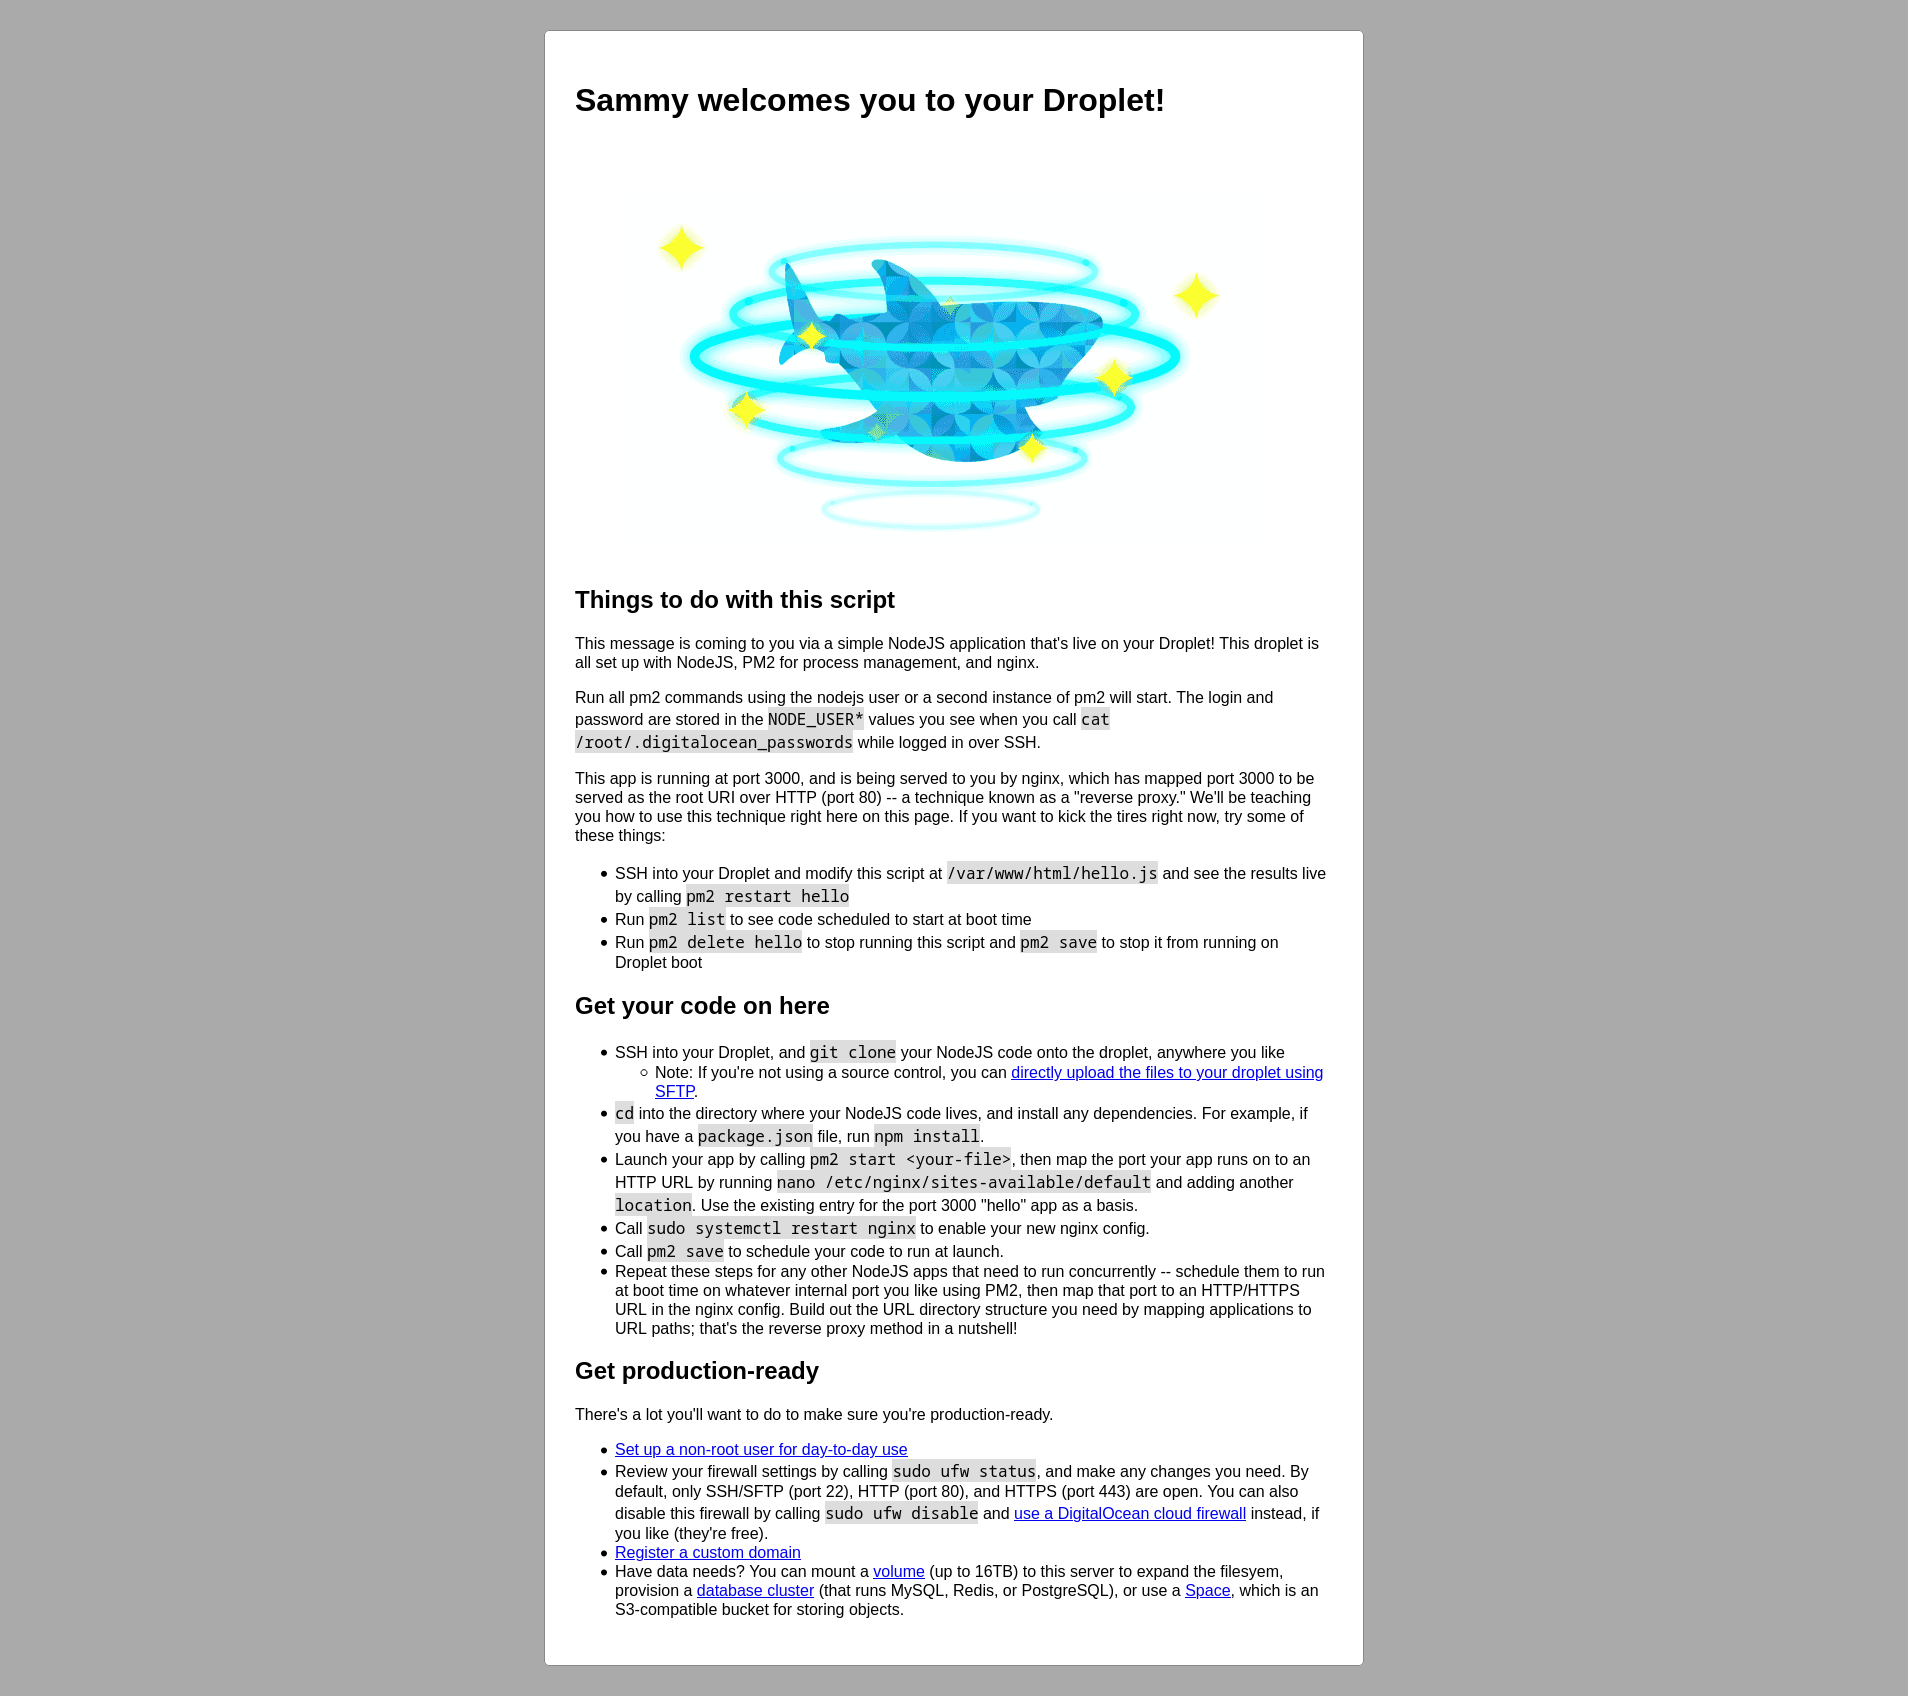 Sammy welcomes you to your Droplet!
Things to do with this script
This message is coming to you via a simple NodeJS application that's live on your Droplet! This droplet is
all set up with NodeJS, PM2 for process management, and nginx.
Run all pm2 commands using the nodejs user or a second instance of pm2 will start. The login and
password are stored in the NODE_USER* values you see when you call cat
/root/.digitalocean_passwords while logged in over SSH.
This app is running at port 3000, and is being served to you by nginx, which has mapped port 3000 to be
served as the root URI over HTTP (port 80) -- a technique known as a "reverse proxy." We'll be teaching
you how to use this technique right here on this page. If you want to kick the tires right now, try some of
these things:
SSH into your Droplet and modify this script at /var/www/html/hello.js and see the results live
by calling pm2 restart hello
Run pm2 list to see code scheduled to start at boot time
Run pm2 delete hello to stop running this script and pm2 save to stop it from running on
Droplet boot
Get your code on here
SSH into your Droplet, and git clone your NodeJS code onto the droplet, anywhere you like
Note: If you're not using a source control, you can directly upload the files to your droplet using
SFTP.
cd into the directory where your NodeJS code lives, and install any dependencies. For example, if
you have a package.json file, run npm install.
Launch your app by calling pm2 start <your-file>, then map the port your app runs on to an
HTTP URL by running nano /etc/nginx/sites-available/default and adding another
location. Use the existing entry for the port 3000 "hello" app as a basis.
Call sudo systemctl restart nginx to enable your new nginx config.
Call pm2 save to schedule your code to run at launch.
Repeat these steps for any other NodeJS apps that need to run concurrently -- schedule them to run
at boot time on whatever internal port you like using PM2, then map that port to an HTTP/HTTPS
URL in the nginx config. Build out the URL directory structure you need by mapping applications to
URL paths; that's the reverse proxy method in a nutshell!
Get production-ready
There's a lot you'll want to do to make sure you're production-ready.
Set up a non-root user for day-to-day use
Review your firewall settings by calling sudo ufw status, and make any changes you need. By
default, only SSH/SFTP (port 22), HTTP (port 80), and HTTPS (port 443) are open. You can also
disable this firewall by calling sudo ufw disable and use a DigitalOcean cloud firewall instead, if
you like (they're free).
Register a custom domain
Have data needs? You can mount a volume (up to 16TB) to this server to expand the filesyem,
provision a database cluster (that runs MySQL, Redis, or PostgreSQL), or use a Space, which is an
S3-compatible bucket for storing objects.